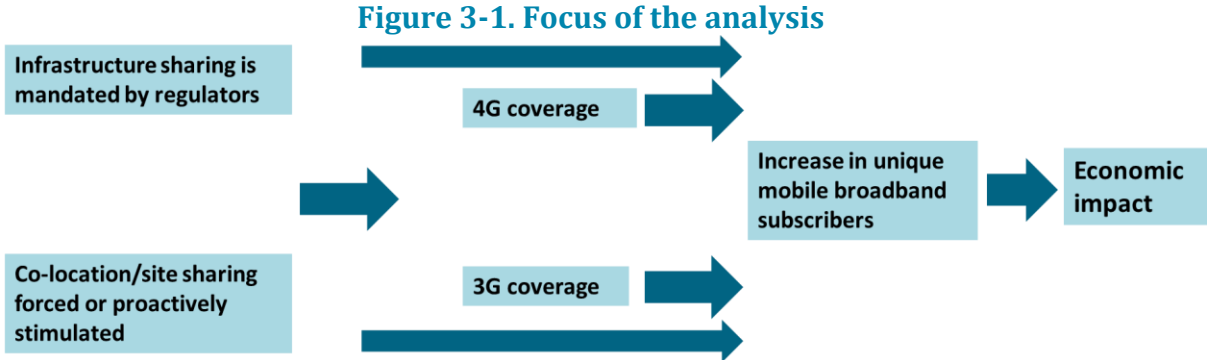 Figure 3-1. Focus of the analysis
Infrastructure sharing is
mandated by regulators
4G coverage
Increase in unique
mobile broadband
subscribers
Economic
impact
Co-location/site sharing
forced or proactively
stimulated
3G coverage